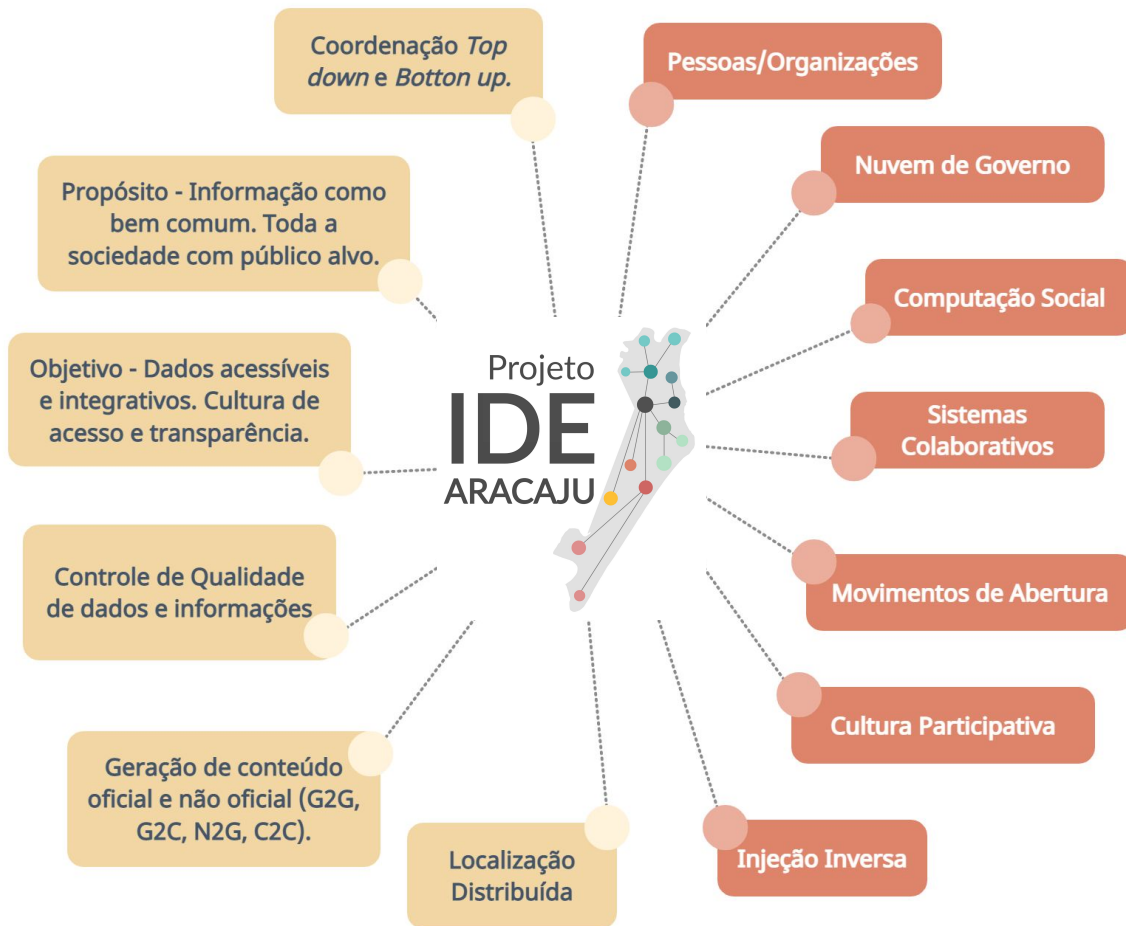 Coordenação Top
down e Botton up.
Pessoas/Organizações
Nuvem de Governo
Propósito - Informação como
bem comum. Toda a
sociedade com público alvo.
Computação Social
Objetivo - Dados acessíveis
e integrativos. Cultura de
acesso e transparência.
Projeto
IDE
ARACAJU
Sistemas
Colaborativos
Controle de Qualidade
de dados e informações
Movimentos de Abertura
Cultura Participativa
Geração de conteúdo
oficial e não oficial (G2G,
G2C, N2G, C2C).
Localização
Distribuída
Injeção Inversa